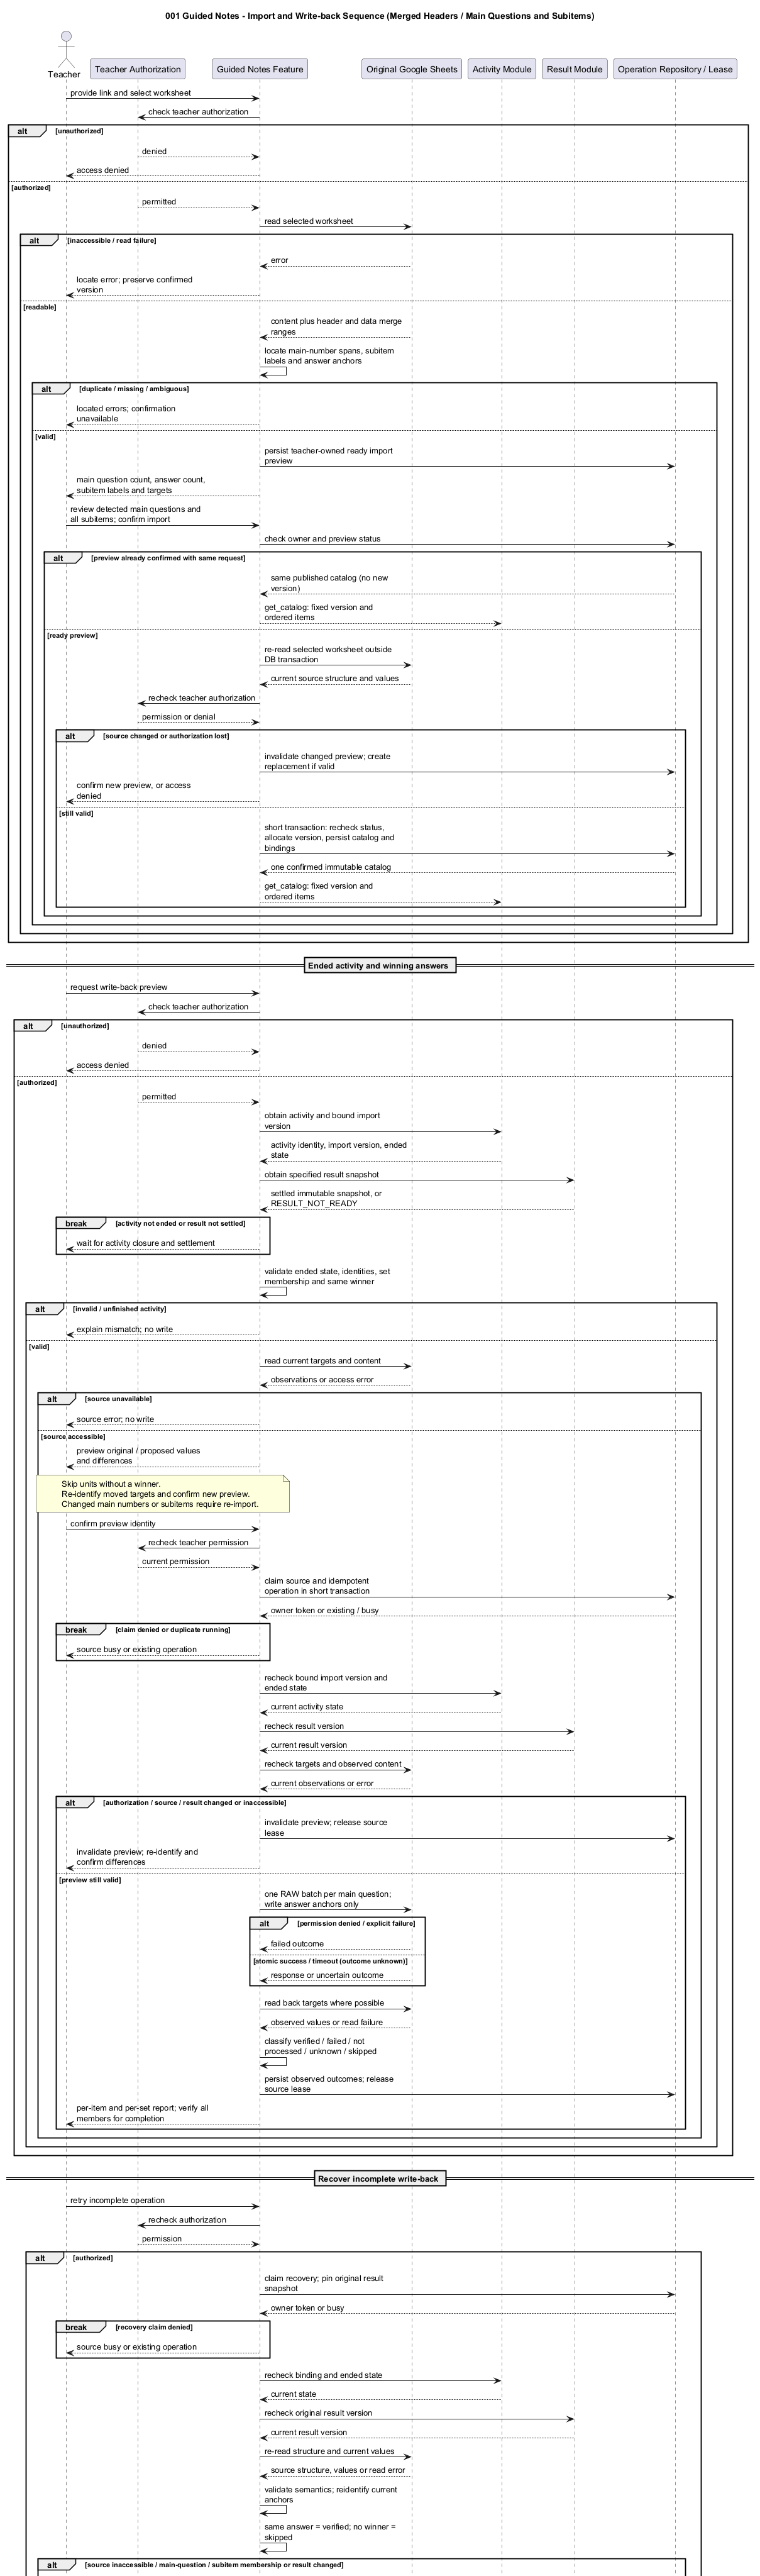 001 Guided Notes - Import and Write-back Sequence (Merged Headers / Main Questions and Subitems)
Teacher
Teacher Authorization
Guided Notes Feature
Original Google Sheets
Activity Module
Result Module
Operation Repository / Lease
provide link and select worksheet
check teacher authorization
alt
[unauthorized]
denied
access denied
[authorized]
permitted
read selected worksheet
alt
[inaccessible / read failure]
error
locate error; preserve confirmed
version
[readable]
content plus header and data merge
ranges
locate main-number spans, subitem
labels and answer anchors
alt
[duplicate / missing / ambiguous]
located errors; confirmation
unavailable
[valid]
persist teacher-owned ready import
preview
main question count, answer count,
subitem labels and targets
review detected main questions and
all subitems; confirm import
check owner and preview status
alt
[preview already confirmed with same request]
same published catalog (no new
version)
get_catalog: fixed version and
ordered items
[ready preview]
re-read selected worksheet outside
DB transaction
current source structure and values
recheck teacher authorization
permission or denial
alt
[source changed or authorization lost]
invalidate changed preview; create
replacement if valid
confirm new preview, or access
denied
[still valid]
short transaction: recheck status,
allocate version, persist catalog and
bindings
one confirmed immutable catalog
get_catalog: fixed version and
ordered items
Ended activity and winning answers
request write-back preview
check teacher authorization
alt
[unauthorized]
denied
access denied
[authorized]
permitted
obtain activity and bound import
version
activity identity, import version, ended
state
obtain specified result snapshot
settled immutable snapshot, or
RESULT_NOT_READY
break
[activity not ended or result not settled]
wait for activity closure and settlement
validate ended state, identities, set
membership and same winner
alt
[invalid / unfinished activity]
explain mismatch; no write
[valid]
read current targets and content
observations or access error
alt
[source unavailable]
source error; no write
[source accessible]
preview original / proposed values
and differences
Skip units without a winner.
Re-identify moved targets and confirm new preview.
Changed main numbers or subitems require re-import.
confirm preview identity
recheck teacher permission
current permission
claim source and idempotent
operation in short transaction
owner token or existing / busy
break
[claim denied or duplicate running]
source busy or existing operation
recheck bound import version and
ended state
current activity state
recheck result version
current result version
recheck targets and observed content
current observations or error
alt
[authorization / source / result changed or inaccessible]
invalidate preview; release source
lease
invalidate preview; re-identify and
confirm differences
[preview still valid]
one RAW batch per main question;
write answer anchors only
alt
[permission denied / explicit failure]
failed outcome
[atomic success / timeout (outcome unknown)]
response or uncertain outcome
read back targets where possible
observed values or read failure
classify verified / failed / not
processed / unknown / skipped
persist observed outcomes; release
source lease
per-item and per-set report; verify all
members for completion
Recover incomplete write-back
retry incomplete operation
recheck authorization
permission
alt
[authorized]
claim recovery; pin original result
snapshot
owner token or busy
break
[recovery claim denied]
source busy or existing operation
recheck binding and ended state
current state
recheck original result version
current result version
re-read structure and current values
source structure, values or read error
validate semantics; reidentify current
anchors
same answer = verified; no winner =
skipped
alt
[source inaccessible / main-question / subitem membership or result changed]